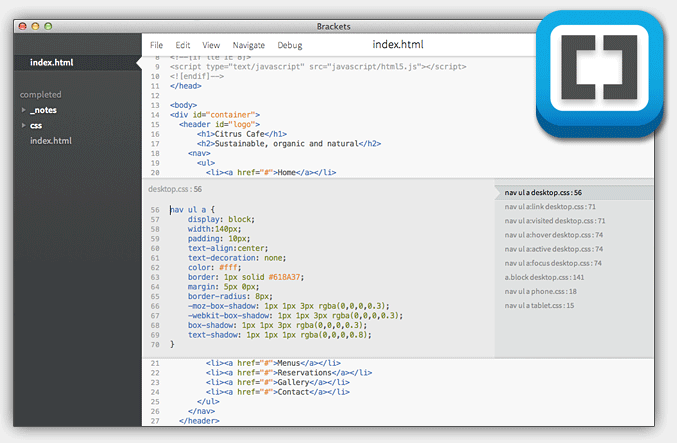 Brackets
File Edit View Navigate Debug index.html
index.html
completed
_notes
css
index.html
8 <!--[if lte IE 8]>
9 <script type="text/javascript" src="javascript/html5.js"></script>
10 <![endif]-->
11 </head>
12
13 <body>
14 <div id="container">
15 <header id="logo">
16 <h1>Citrus Cafe</h1>
17 <h2>Sustainable, organic and natural</h2>
18 <nav>
19 <ul>
20 <li><a href="#">Home</a></li>
desktop.css : 56
56 nav ul a {
57 display: block;
58 width:140px;
59 padding: 10px;
60 text-align:center;
61 text-decoration: none;
62 color: #fff;
63 border: 1px solid #618A37;
64 margin: 5px 0px;
65 border-radius: 8px;
66 -moz-box-shadow: 1px 1px 3px rgba(0,0,0,0.3);
67 -webkit-box-shadow: 1px 1px 3px rgba(0,0,0,0.3);
68 box-shadow: 1px 1px 3px rgba(0,0,0,0.3);
69 text-shadow: 1px 1px 1px rgba(0,0,0,0.8);
70 }
nav ul a desktop.css : 56
nav ul a:link desktop.css : 71
nav ul a:visited desktop.css : 71
nav ul a:hover desktop.css : 74
nav ul a:active desktop.css : 74
nav ul a:focus desktop.css : 74
a.block desktop.css : 141
nav ul a phone.css : 18
nav ul a tablet.css : 15
21 <li><a href="#">Menus</a></li>
22 <li><a href="#">Reservations</a></li>
23 <li><a href="#">Gallery</a></li>
24 <li><a href="#">Contact</a></li>
25 </ul>
26 </nav>
27 </header>